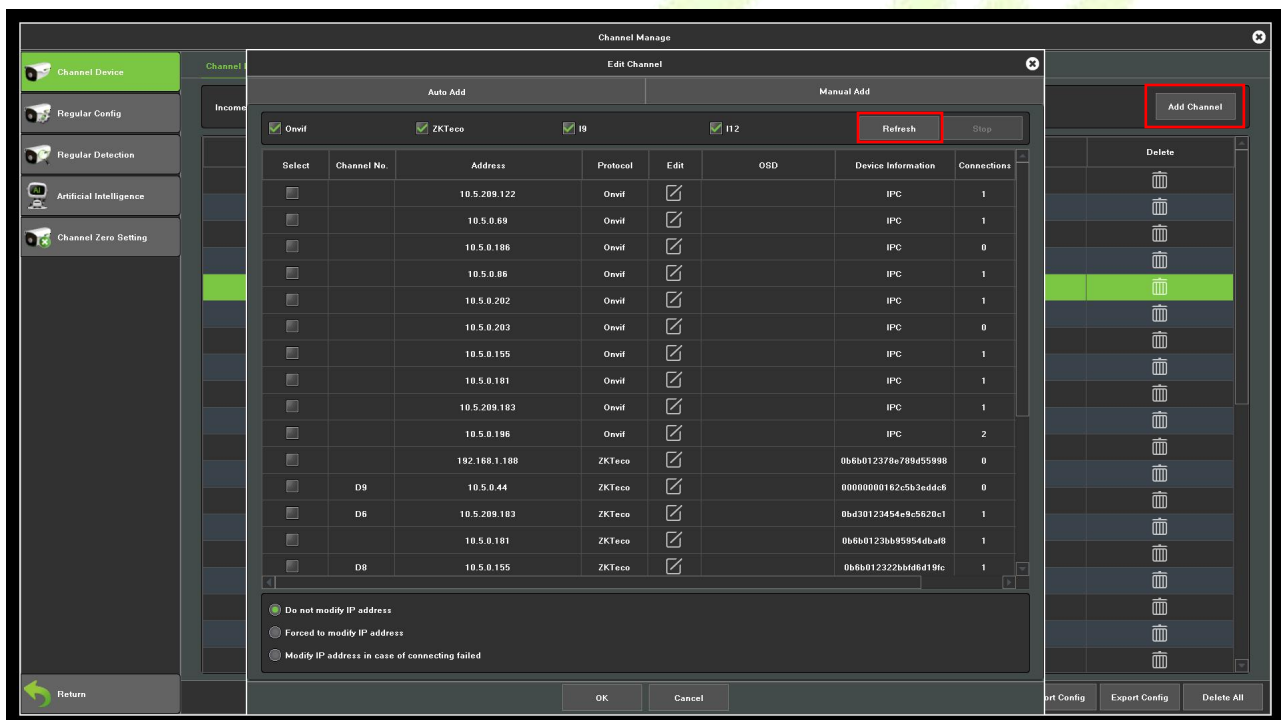 Channel Manage
Channel Device
Regular Config
Regular Detection
Artificial Intelligence
Channel Zero Setting
Return
Channel
Income
Add Channel
Delete
Edit Channel
Auto Add Manual Add
Onvif ZKTeco I9 I12 Refresh Stop
Select Channel No. Address Protocol Edit OSD Device Information Connections
10.5.209.122 Onvif IPC 1
10.5.0.69 Onvif IPC 1
10.5.0.186 Onvif IPC 0
10.5.0.86 Onvif IPC 1
10.5.0.202 Onvif IPC 1
10.5.0.203 Onvif IPC 0
10.5.0.155 Onvif IPC 1
10.5.0.181 Onvif IPC 1
10.5.209.183 Onvif IPC 1
10.5.0.196 Onvif IPC 2
192.168.1.188 ZKTeco 0b6b012378e789d55998 0
D9 10.5.0.44 ZKTeco 00000000162c5b3eddc6 0
D6 10.5.209.183 ZKTeco 0bd30123454e9c5620c1 1
10.5.0.181 ZKTeco 0b6b0123bb95954dbaf8 1
D8 10.5.0.155 ZKTeco 0b6b012322bbfd6d19fc 1
Do not modify IP address
Forced to modify IP address
Modify IP address in case of connecting failed
OK Cancel
ort Config Export Config Delete All